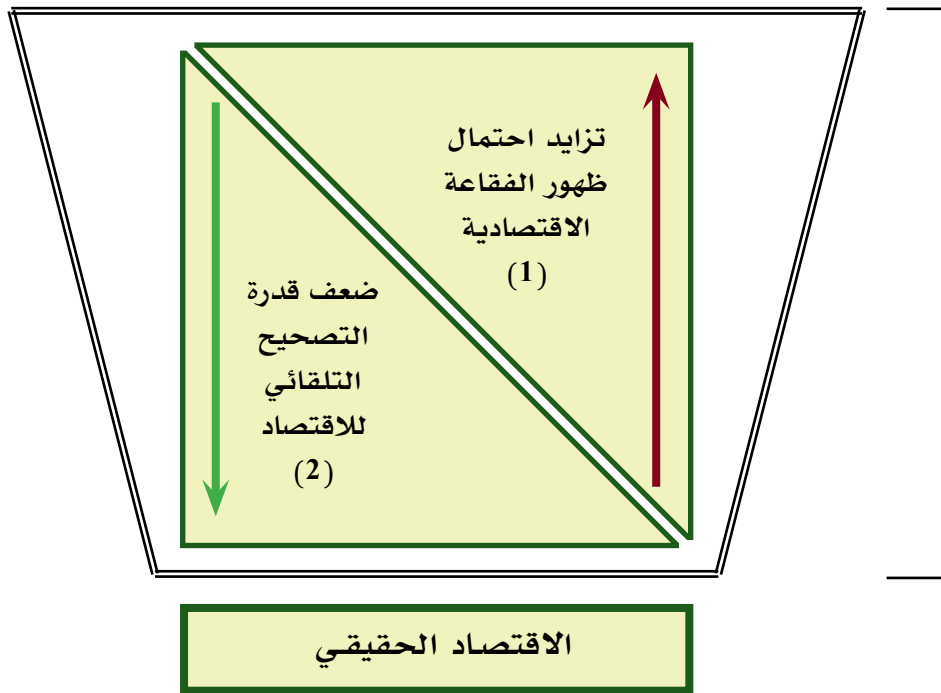 تزايد احتمال
ظهور الفقاعة
الاقتصادية
(1)
ضعف قدرة
التصحيح
التلقائي
للاقتصاد
(2)
الاقتصاد الحقيقي